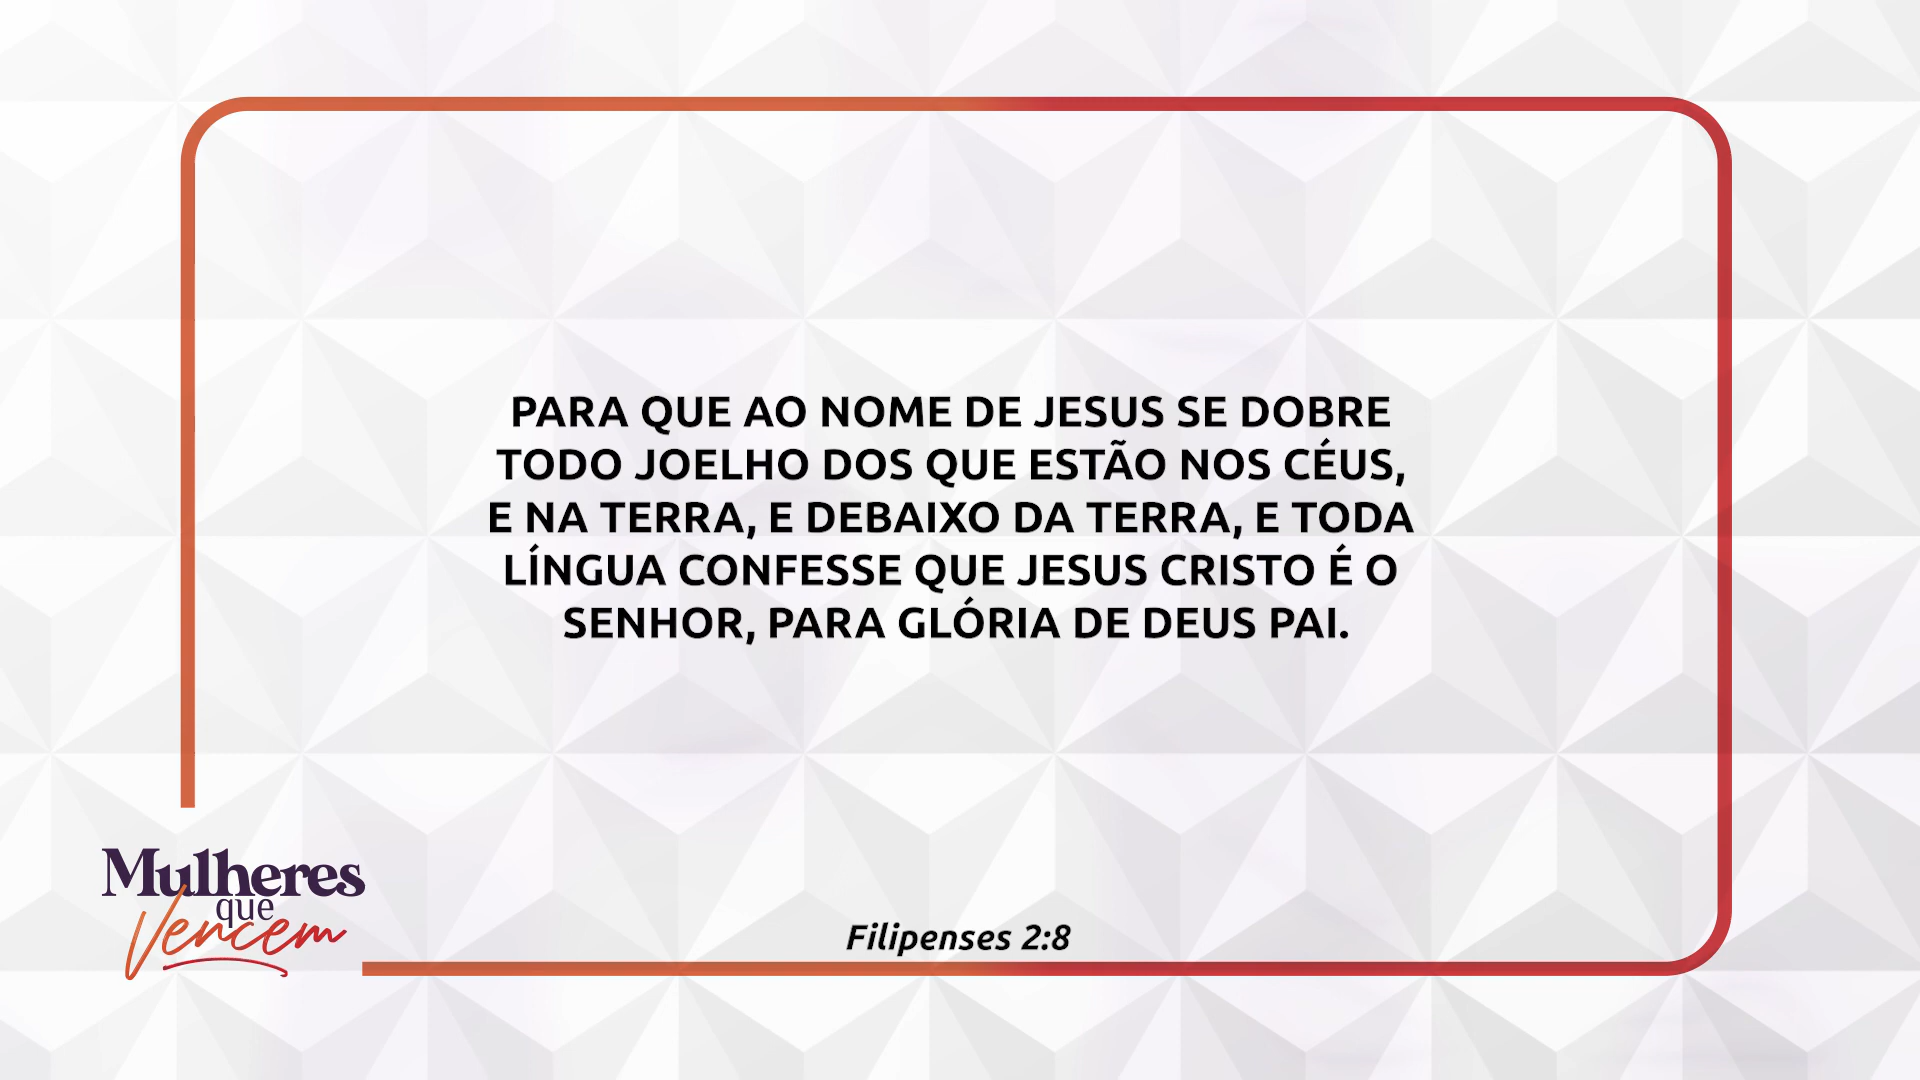 PARA QUE AO NOME DE JESUS SE DOBRE
TODO JOELHO DOS QUE ESTÃO NOS CÉUS,
E NA TERRA, E DEBAIXO DA TERRA, E TODA
LÍNGUA CONFESSE QUE JESUS CRISTO É O
SENHOR, PARA GLÓRIA DE DEUS PAI.
Mulheres
que
Vencem
Filipenses 2:8